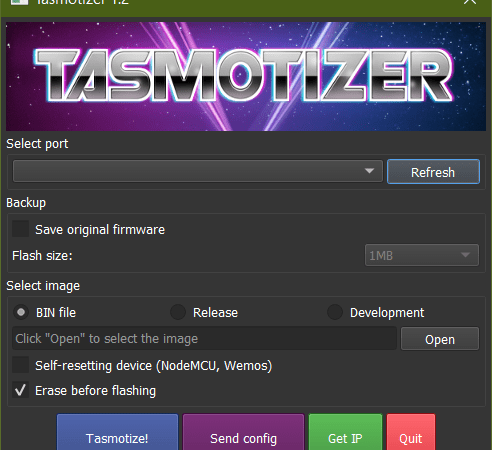 Tasmotizer 1.2
TASMOTIZER
Select port
Refresh
Backup
Save original firmware
Flash size:
1MB
Select image
BIN file
Release
Development
Click "Open" to select the image
Open
Self-resetting device (NodeMCU, Wemos)
Erase before flashing
Tasmotize!
Send config
Get IP
Quit